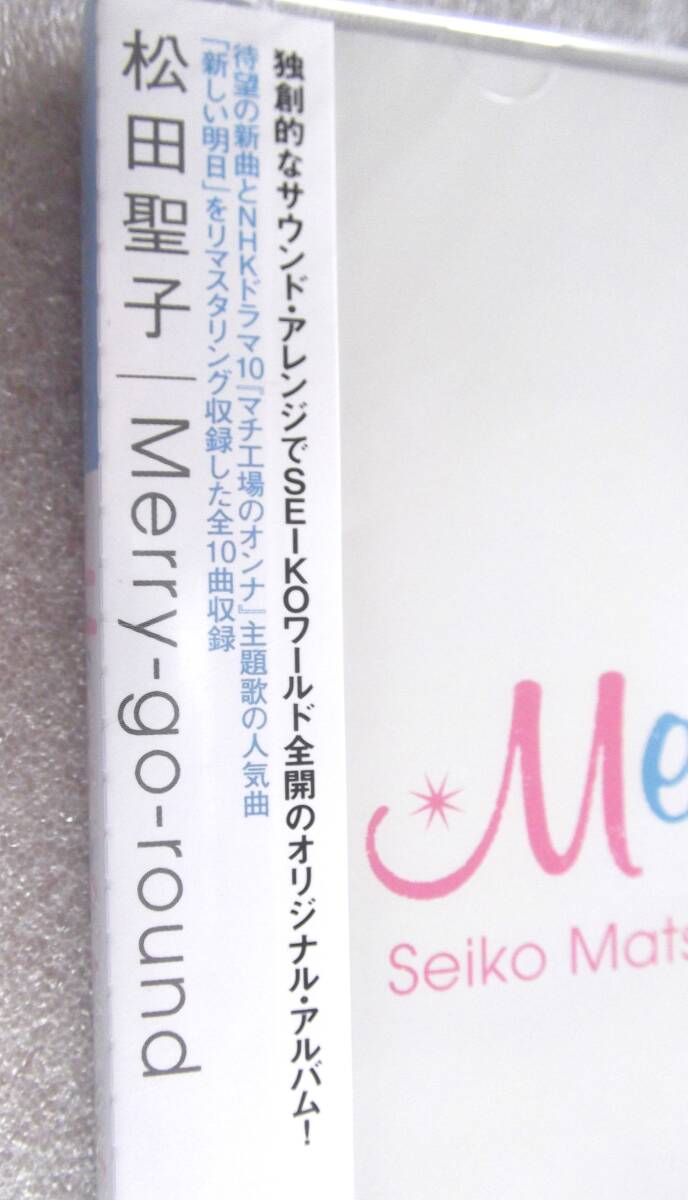 独創的なサウンド・アレンジでSEIKOワールド全開のオリジナル・アルバム!
待望の新曲とNHKドラマ10『マチ工場のオンナ』主題歌の人気曲
「新しい明日」をリマスタリング収録した全10曲収録
松田聖子|Merry-go-round
Me
Seiko Mats